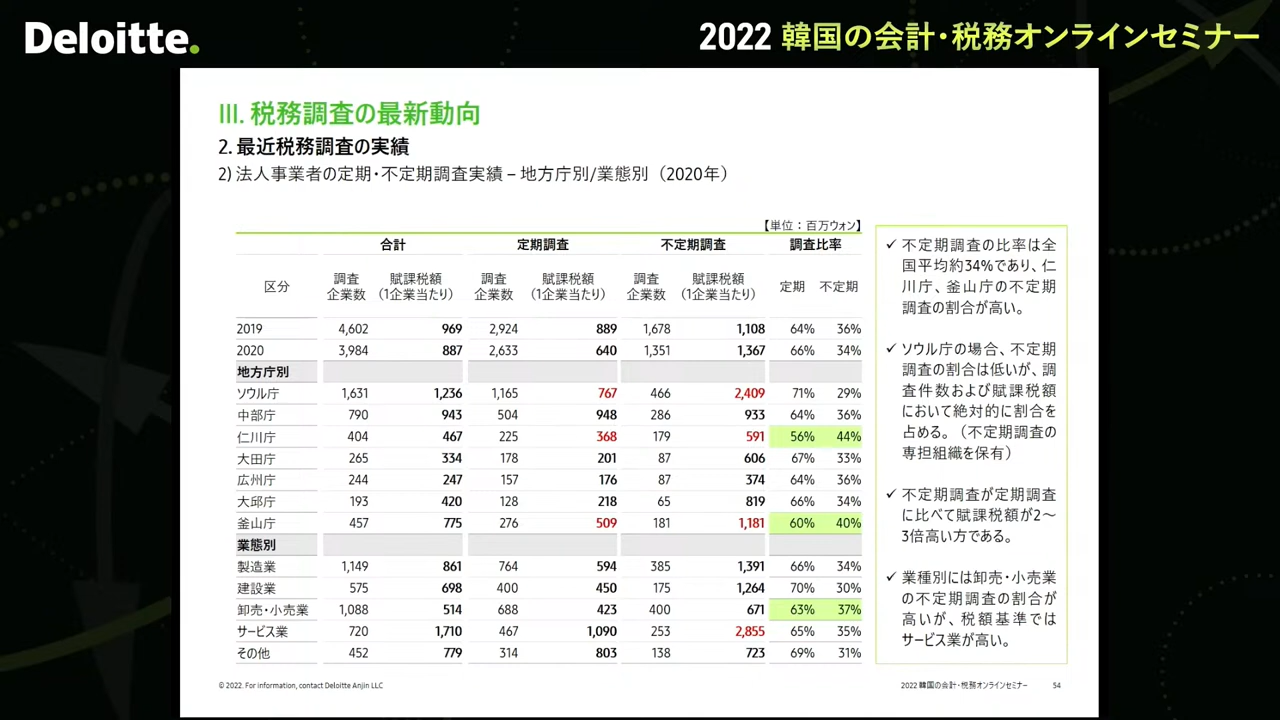 Deloitte.
2022 韓国の会計・税務オンラインセミナー
III. 税務調査の最新動向
2. 最近税務調査の実績
2) 法人事業者の定期・不定期調査実績 – 地方庁別/業態別（2020年）
【単位：百万ウォン】
合計 定期調査 不定期調査 調査比率
区分 調査企業数 賦課税額(1企業当たり) 調査企業数 賦課税額(1企業当たり) 調査企業数 賦課税額(1企業当たり) 定期 不定期
2019 4,602 969 2,924 889 1,678 1,108 64% 36%
2020 3,984 887 2,633 640 1,351 1,367 66% 34%
地方庁別
ソウル庁 1,631 1,236 1,165 767 466 2,409 71% 29%
中部庁 790 943 504 948 286 933 64% 36%
仁川庁 404 467 225 368 179 591 56% 44%
大田庁 265 334 178 201 87 606 67% 33%
広州庁 244 247 157 176 87 374 64% 36%
大邱庁 193 420 128 218 65 819 66% 34%
釜山庁 457 775 276 509 181 1,181 60% 40%
業態別
製造業 1,149 861 764 594 385 1,391 66% 34%
建設業 575 698 400 450 175 1,264 70% 30%
卸売・小売業 1,088 514 688 423 400 671 63% 37%
サービス業 720 1,710 467 1,090 253 2,855 65% 35%
その他 452 779 314 803 138 723 69% 31%
✓ 不定期調査の比率は全
国平均約34%であり、仁
川庁、釜山庁の不定期
調査の割合が高い。
✓ ソウル庁の場合、不定期
調査の割合は低いが、調
査件数および賦課税額
において絶対的に割合を
占める。（不定期調査の
専担組織を保有）
✓ 不定期調査が定期調査
に比べて賦課税額が2～
3倍高い方である。
✓ 業種別には卸売・小売業
の不定期調査の割合が
高いが、税額基準では
サービス業が高い。
© 2022. For information, contact Deloitte Anjin LLC
2022 韓国の会計・税務オンラインセミナー 54